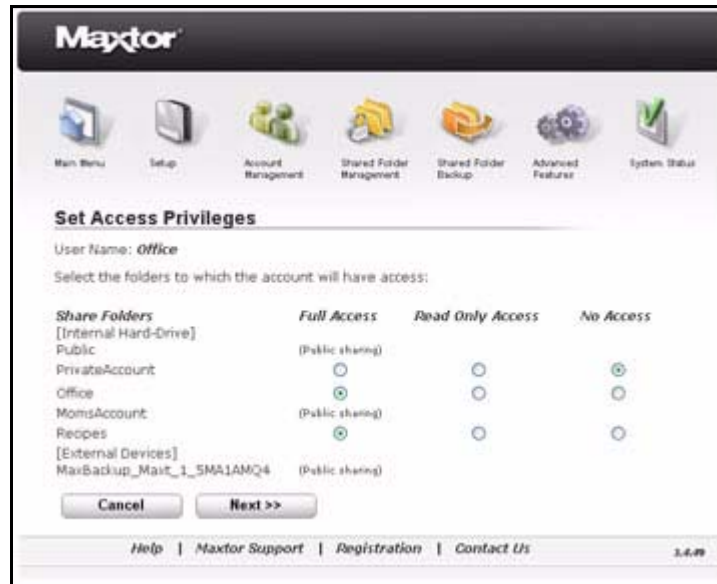 Maxtor
Main Menu
Setup
Account Management
Shared Folder Management
Shared Folder Backup
Advanced Features
System Status
Set Access Privileges
User Name: Office
Select the folders to which the account will have access:
Share Folders Full Access Read Only Access No Access
[Internal Hard-Drive]
Public (Public sharing)
PrivateAccount
Office
MomsAccount (Public sharing)
Recipes
[External Devices]
MaxBackup_Maxt_1_5MA1AMQ4 (Public sharing)
Cancel Next >>
Help | Maxtor Support | Registration | Contact Us